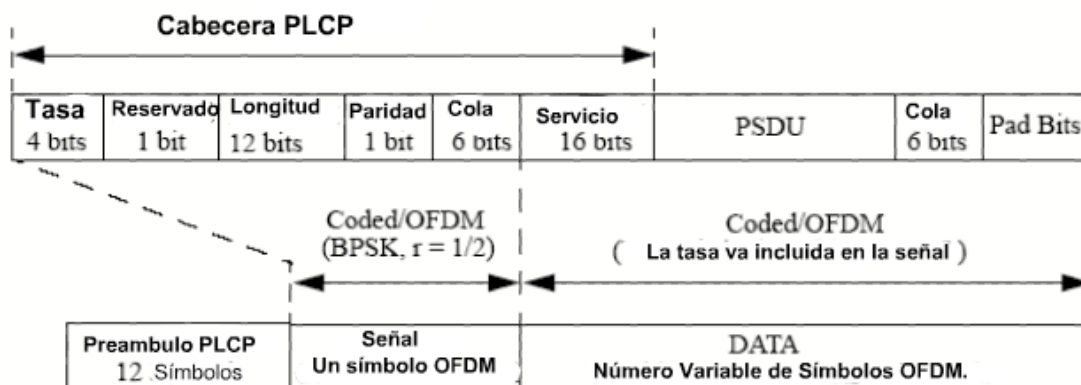 Cabecera PLCP
Tasa Reservado Longitud Paridad Cola Servicio PSDU Cola Pad Bits
4 bits 1 bit 12 bits 1 bit 6 bits 16 bits 6 bits
Coded/OFDM Coded/OFDM
(BPSK, r = 1/2) ( La tasa va incluida en la señal )
Preambulo PLCP Señal DATA
12 Símbolos Un símbolo OFDM Número Variable de Símbolos OFDM.